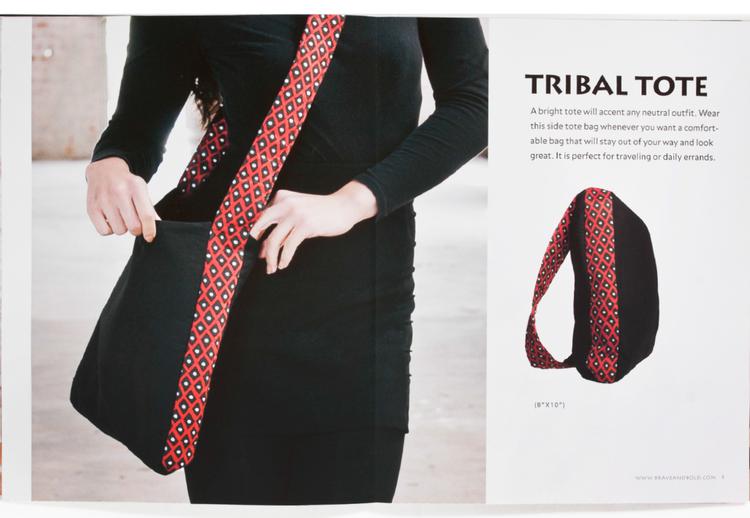 TRIBAL TOTE
A bright tote will accent any neutral outfit. Wear
this side tote bag whenever you want a comfort-
able bag that will stay out of your way and look
great. It is perfect for traveling or daily errands.
(8"X10")
WWW.BRAVEANDBOLD.COM